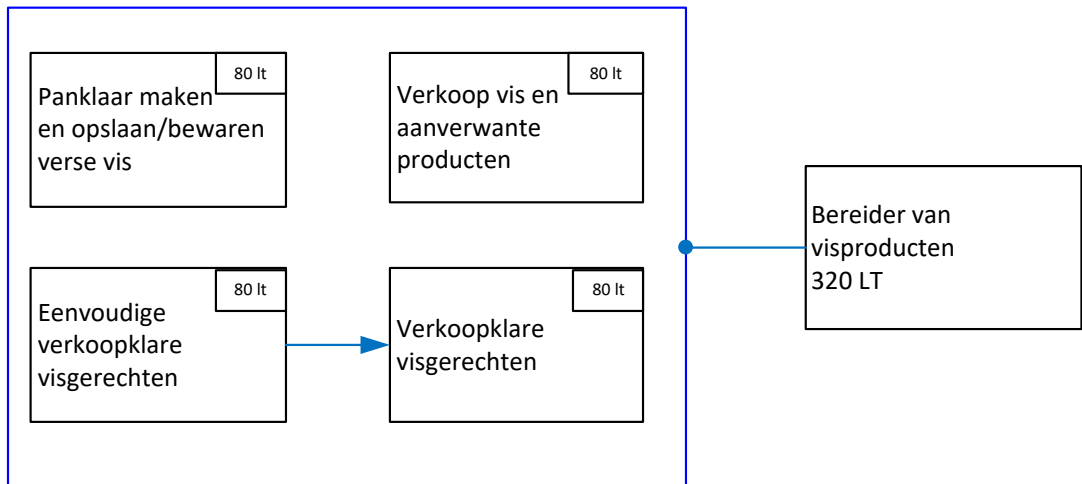 80 lt
Panklaar maken
en opslaan/bewaren
verse vis
80 lt
Verkoop vis en
aanverwante
producten
80 lt
Eenvoudige
verkoopklare
visgerechten
80 lt
Verkoopklare
visgerechten
Bereider van
visproducten
320 LT